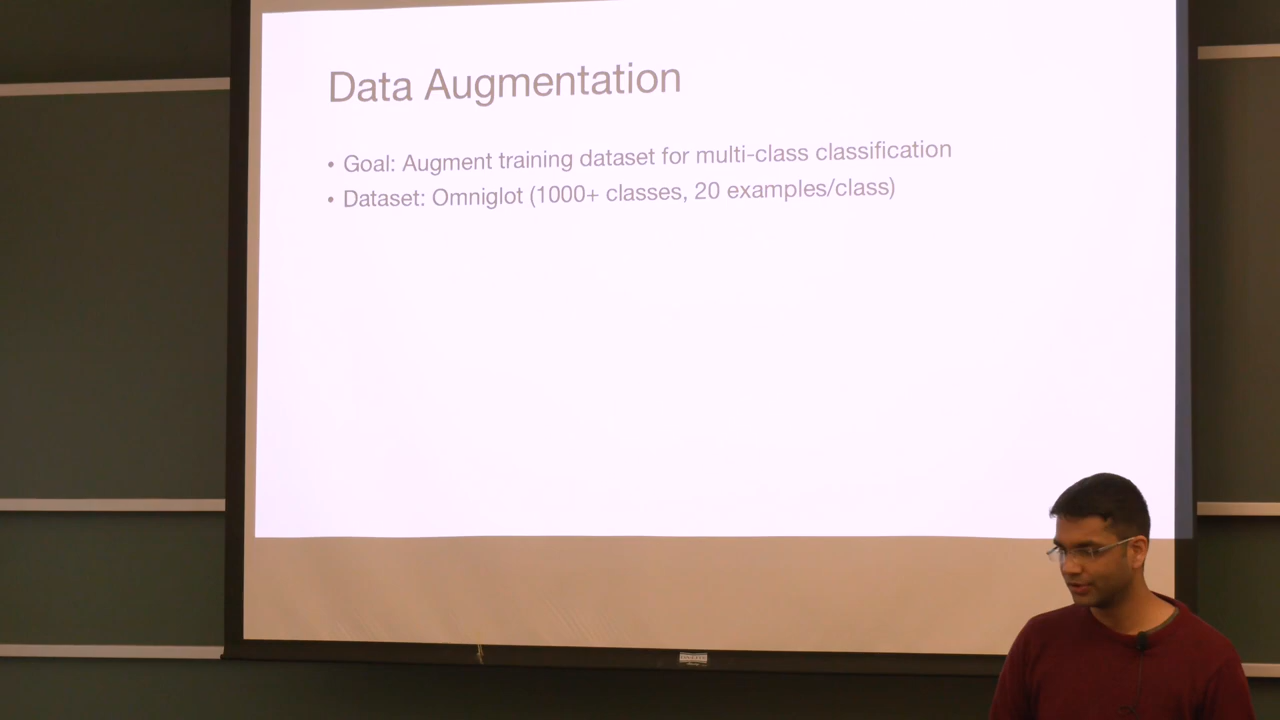 Data Augmentation
• Goal: Augment training dataset for multi-class classification
• Dataset: Omniglot (1000+ classes, 20 examples/class)